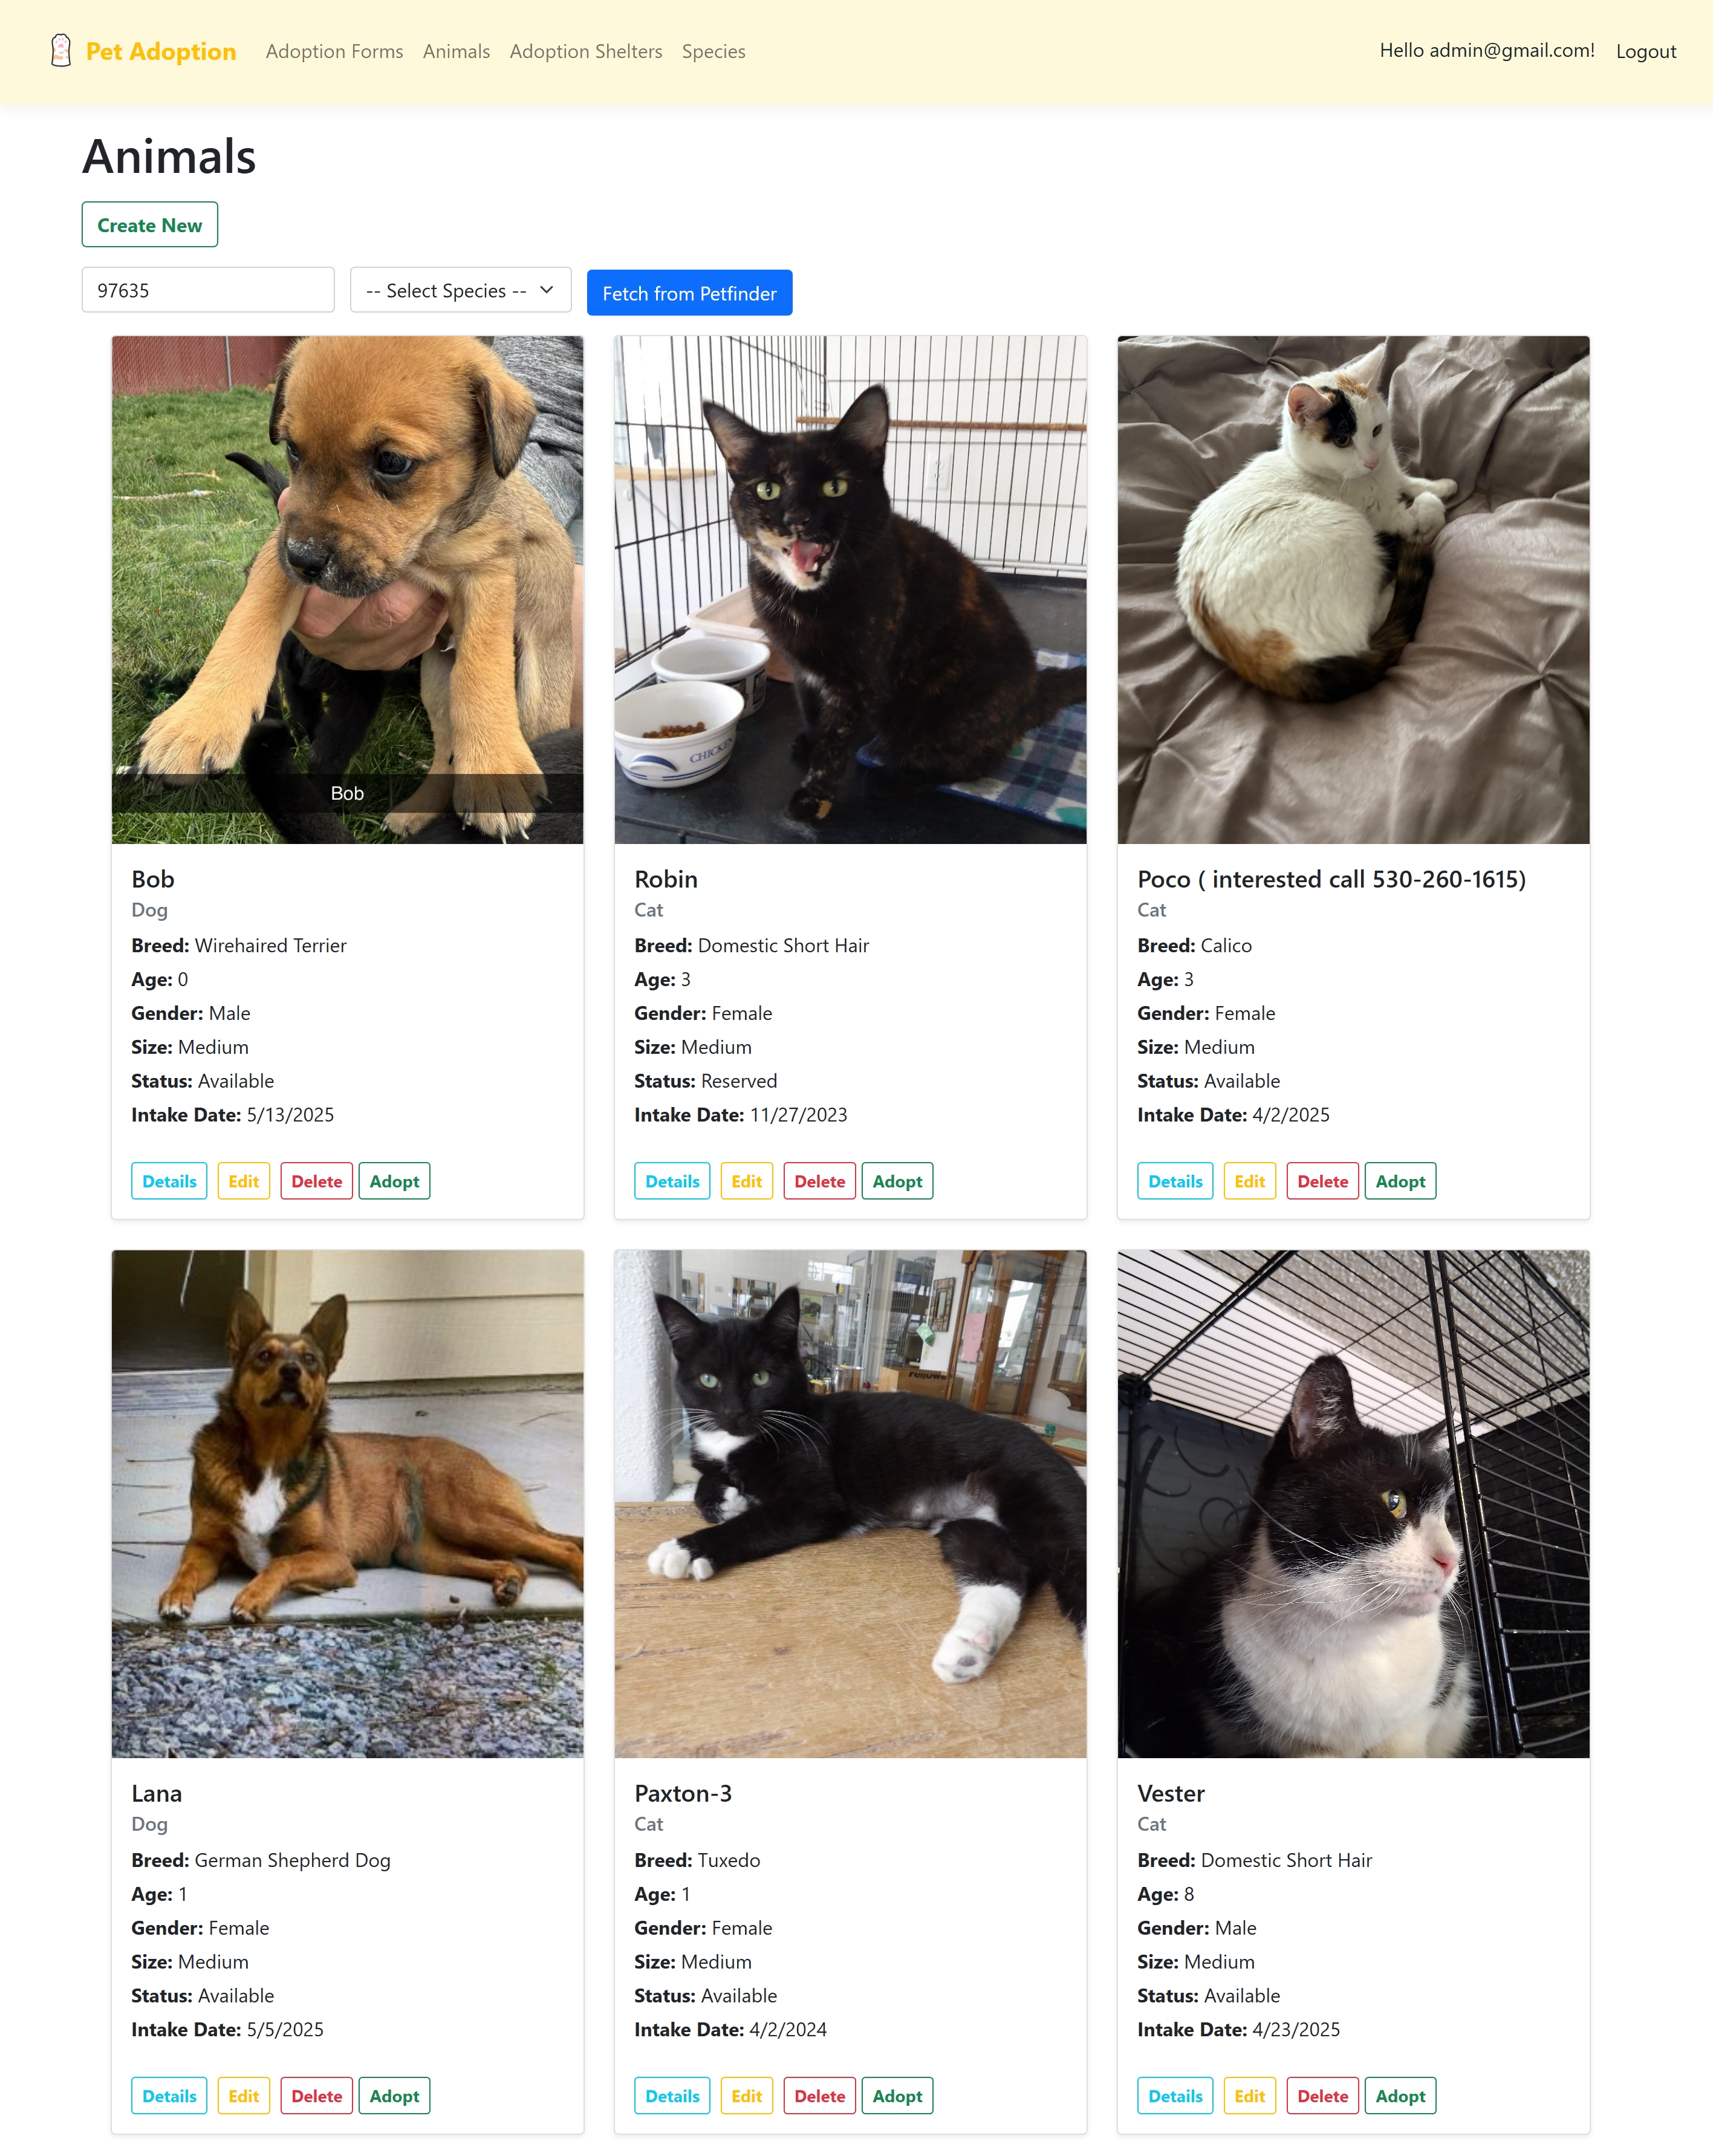 Pet Adoption Adoption Forms Animals Adoption Shelters Species Hello admin@gmail.com! Logout
Animals
Create New
97635 -- Select Species -- Fetch from Petfinder
Bob
CHICKEN
Bob
Dog
Breed: Wirehaired Terrier
Age: 0
Gender: Male
Size: Medium
Status: Available
Intake Date: 5/13/2025
Details Edit Delete Adopt
Robin
Cat
Breed: Domestic Short Hair
Age: 3
Gender: Female
Size: Medium
Status: Reserved
Intake Date: 11/27/2023
Details Edit Delete Adopt
Poco ( interested call 530-260-1615)
Cat
Breed: Calico
Age: 3
Gender: Female
Size: Medium
Status: Available
Intake Date: 4/2/2025
Details Edit Delete Adopt
Lana
Dog
Breed: German Shepherd Dog
Age: 1
Gender: Female
Size: Medium
Status: Available
Intake Date: 5/5/2025
Details Edit Delete Adopt
Paxton-3
Cat
Breed: Tuxedo
Age: 1
Gender: Female
Size: Medium
Status: Available
Intake Date: 4/2/2024
Details Edit Delete Adopt
Vester
Cat
Breed: Domestic Short Hair
Age: 8
Gender: Male
Size: Medium
Status: Available
Intake Date: 4/23/2025
Details Edit Delete Adopt